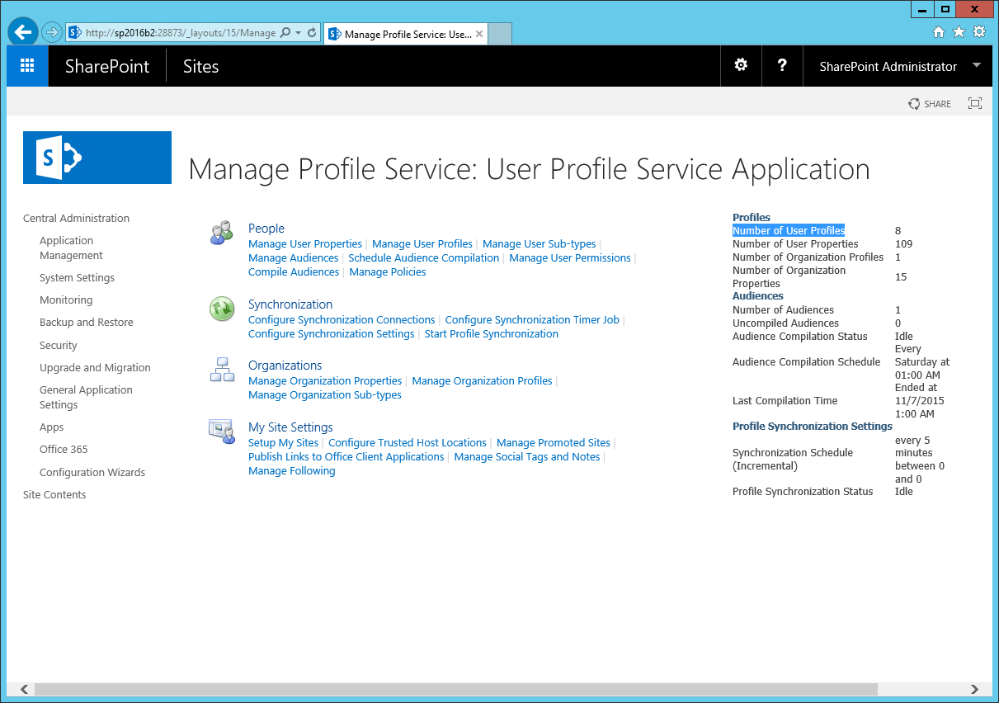 http://sp2016b2:28873/_layouts/15/Manage
Manage Profile Service: Use...
SharePoint
Sites
?
SharePoint Administrator
SHARE
S
Manage Profile Service: User Profile Service Application
Central Administration
Application
Management
System Settings
Monitoring
Backup and Restore
Security
Upgrade and Migration
General Application
Settings
Apps
Office 365
Configuration Wizards
Site Contents
People
Manage User Properties | Manage User Profiles | Manage User Sub-types |
Manage Audiences | Schedule Audience Compilation | Manage User Permissions |
Compile Audiences | Manage Policies
Synchronization
Configure Synchronization Connections | Configure Synchronization Timer Job |
Configure Synchronization Settings | Start Profile Synchronization
Organizations
Manage Organization Properties | Manage Organization Profiles |
Manage Organization Sub-types
My Site Settings
Setup My Sites | Configure Trusted Host Locations | Manage Promoted Sites |
Publish Links to Office Client Applications | Manage Social Tags and Notes |
Manage Following
Profiles
Number of User Profiles 8
Number of User Properties 109
Number of Organization Profiles 1
Number of Organization
Properties 15
Audiences
Number of Audiences 1
Uncompiled Audiences 0
Audience Compilation Status Idle
Audience Compilation Schedule Every
Saturday at
01:00 AM
Last Compilation Time Ended at
11/7/2015
1:00 AM
Profile Synchronization Settings
Synchronization Schedule
(Incremental)
every 5
minutes
between 0
and 0
Profile Synchronization Status Idle